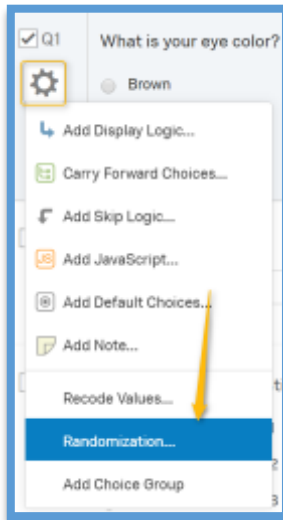 Q1 What is your eye color?
Brown
Add Display Logic...
Carry Forward Choices...
Add Skip Logic...
JS Add JavaScript...
Add Default Choices...
Add Note...
Recode Values...
Randomization...
Add Choice Group